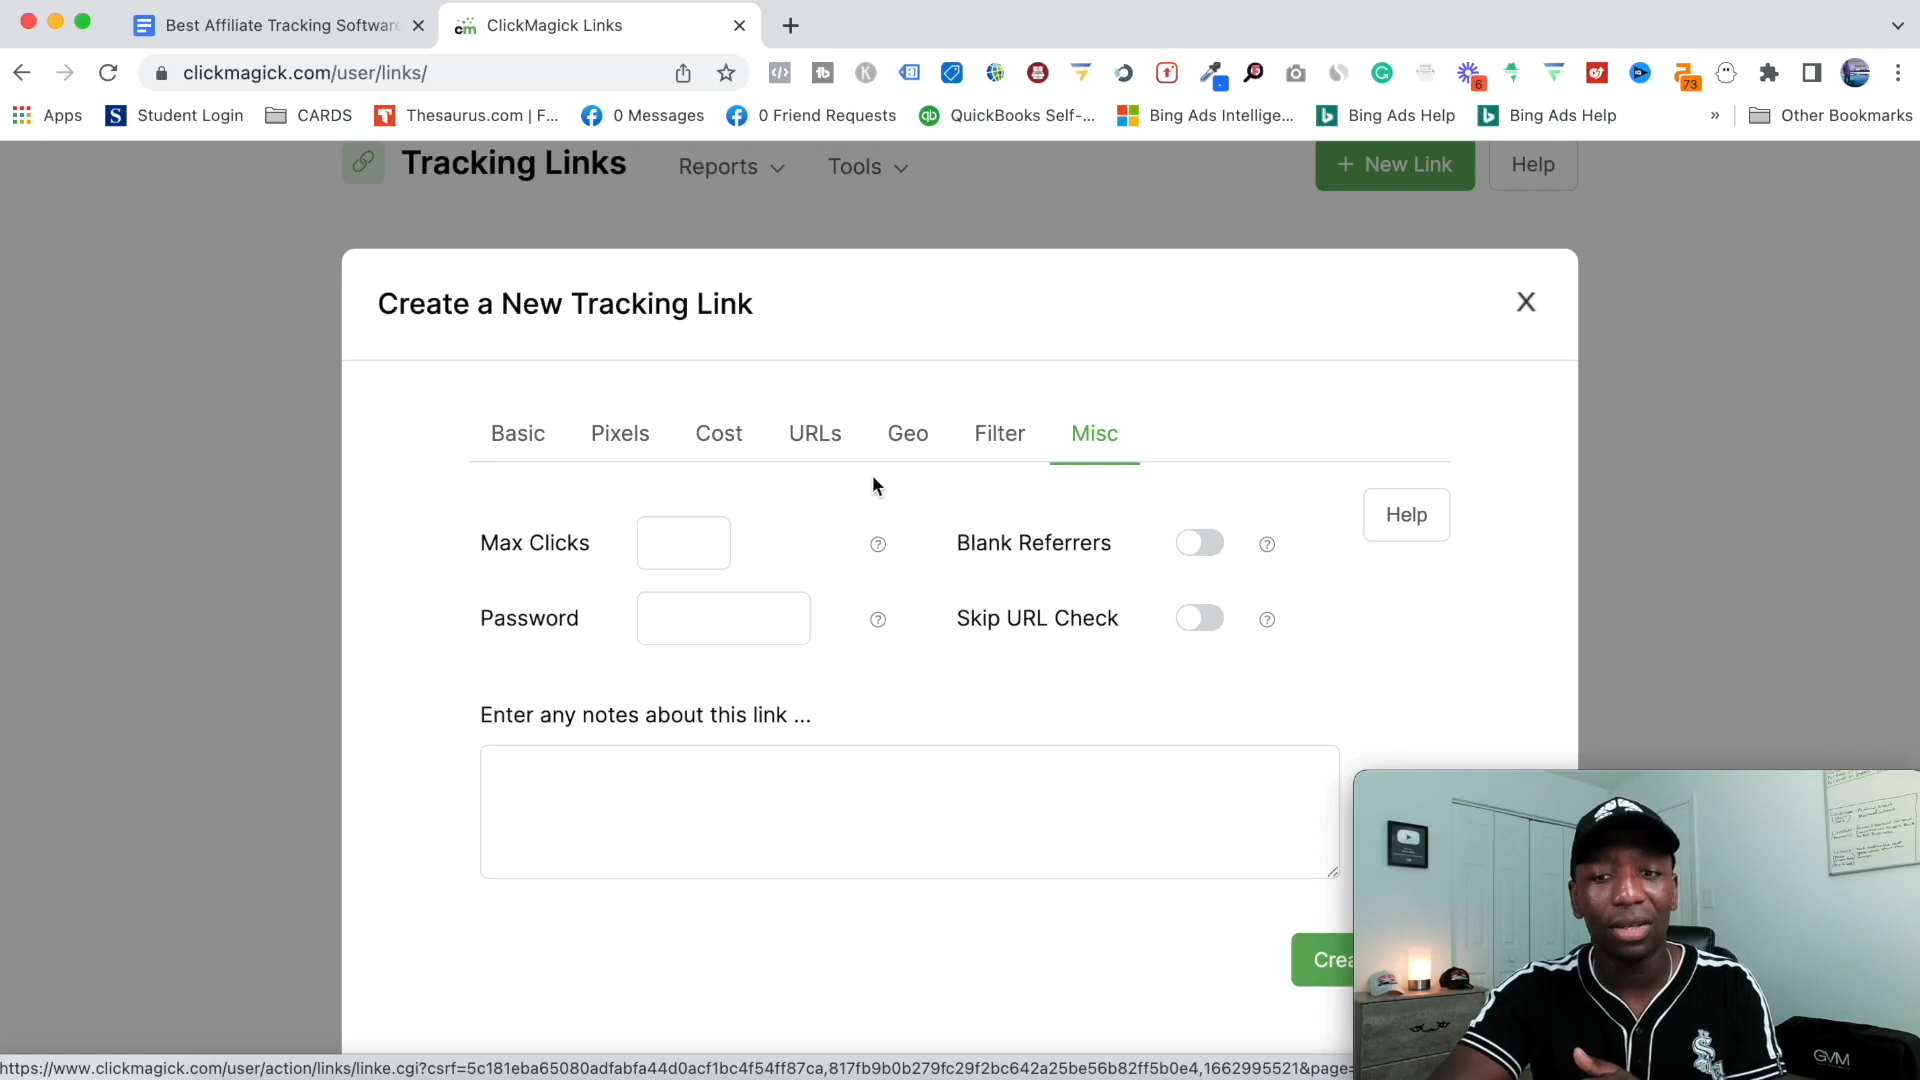 Best Affiliate Tracking Software
ClickMagick Links
clickmagick.com/user/links/
6
73
Apps
Student Login
CARDS
Thesaurus.com | F...
0 Messages
0 Friend Requests
QuickBooks Self-...
Bing Ads Intellige...
Bing Ads Help
Bing Ads Help
»
Other Bookmarks
Tracking Links
Reports
Tools
+ New Link
Help
Create a New Tracking Link
X
Basic
Pixels
Cost
URLs
Geo
Filter
Misc
Help
Max Clicks
Blank Referrers
Password
Skip URL Check
Enter any notes about this link ...
Crea
GVM
https://www.clickmagick.com/user/action/links/linke.cgi?csrf=5c181eba65080adfabfa44d0acf1bc4f54ff87ca,817fb9b0b279fc29f2bc642a25be56b82ff5b0e4,1662995521&page=